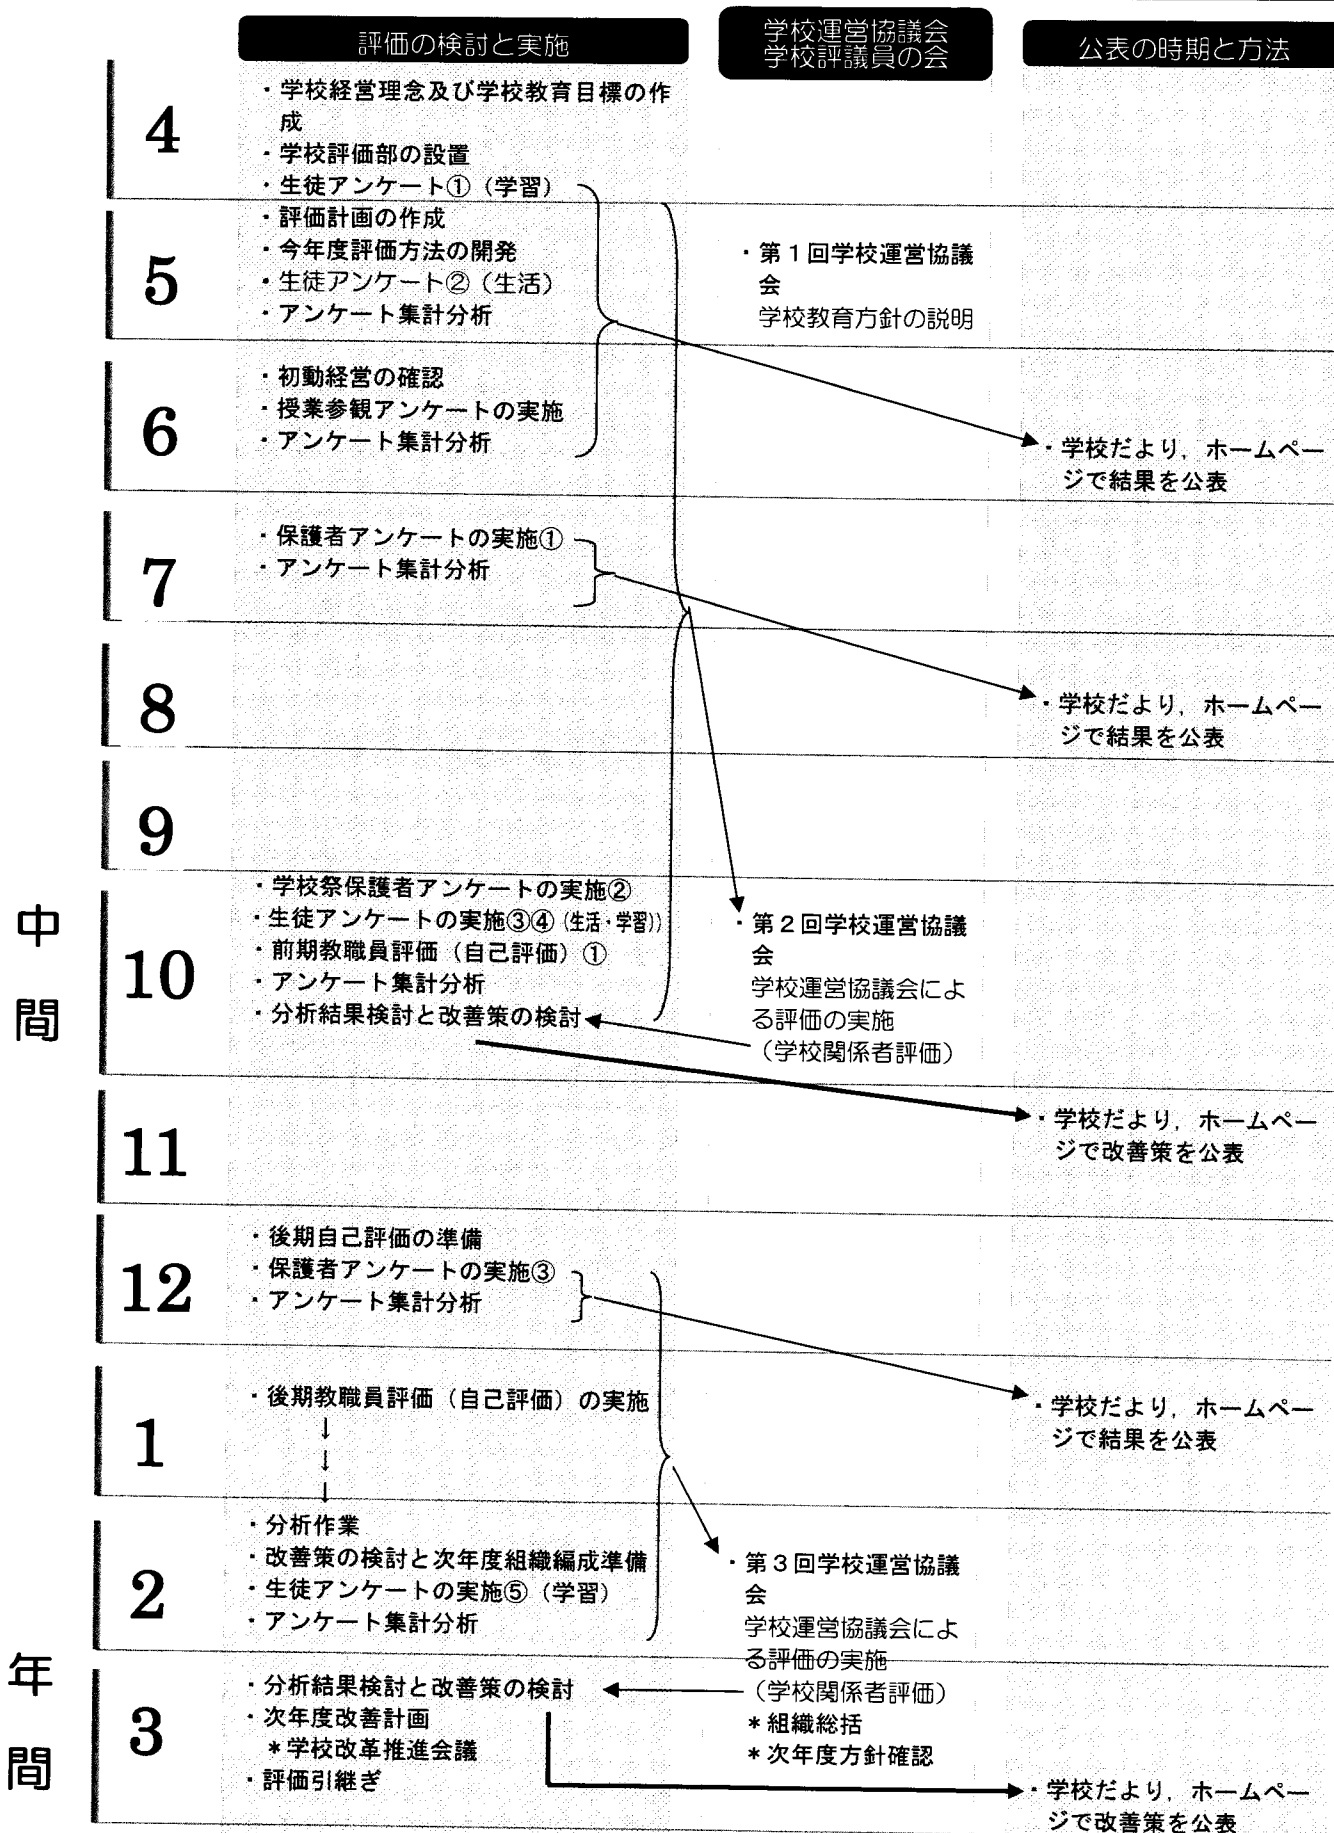 評価の検討と実施
学校運営協議会
学校評議員の会
公表の時期と方法
4
・学校経営理念及び学校教育目標の作
成
・学校評価部の設置
・生徒アンケート①（学習）
5
・評価計画の作成
・今年度評価方法の開発
・生徒アンケート②（生活）
・アンケート集計分析
・第１回学校運営協議
会
学校教育方針の説明
6
・初動経営の確認
・授業参観アンケートの実施
・アンケート集計分析
・学校だより，ホームペー
ジで結果を公表
7
・保護者アンケートの実施①
・アンケート集計分析
8
・学校だより，ホームペー
ジで結果を公表
9
中
間
10
・学校祭保護者アンケートの実施②
・生徒アンケートの実施③④（生活・学習））
・前期教職員評価（自己評価）①
・アンケート集計分析
・分析結果検討と改善策の検討
・第２回学校運営協議
会
学校運営協議会によ
る評価の実施
（学校関係者評価）
11
・学校だより，ホームペー
ジで改善策を公表
12
・後期自己評価の準備
・保護者アンケートの実施③
・アンケート集計分析
1
・後期教職員評価（自己評価）の実施
↓
↓
↓
・学校だより，ホームペー
ジで結果を公表
2
・分析作業
・改善策の検討と次年度組織編成準備
・生徒アンケートの実施⑤（学習）
・アンケート集計分析
・第３回学校運営協議
会
学校運営協議会によ
る評価の実施
（学校関係者評価）
＊組織総括
＊次年度方針確認
年
間
3
・分析結果検討と改善策の検討
・次年度改善計画
＊学校改革推進会議
・評価引継ぎ
・学校だより，ホームペー
ジで改善策を公表